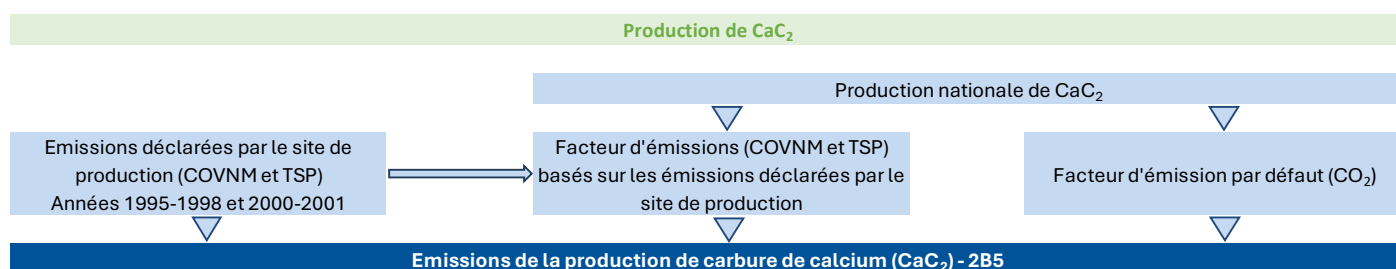 Production de CaC₂
Production nationale de CaC₂
Emissions déclarées par le site de
production (COVNM et TSP)
Années 1995-1998 et 2000-2001
Facteur d'émissions (COVNM et TSP)
basés sur les émissions déclarées par le
site de production
Facteur d'émission par défaut (CO₂)
Emissions de la production de carbure de calcium (CaC₂) - 2B5